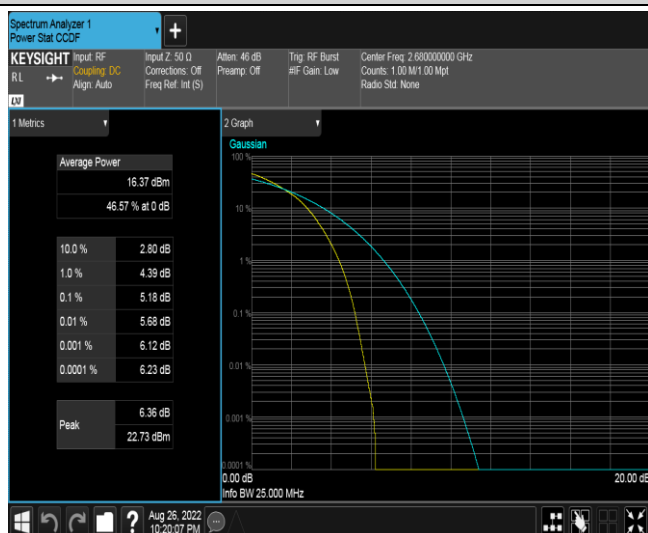 Spectrum Analyzer 1
Power Stat CCDF
+
KEYSIGHT
RL
LXI
Input: RF
Coupling: DC
Align: Auto
Input Z: 50 Ω
Corrections: Off
Freq Ref: Int (S)
Atten: 46 dB
Preamp: Off
Trig: RF Burst
#IF Gain: Low
Center Freq: 2.680000000 GHz
Counts: 1.00 M/1.00 Mpt
Radio Std: None
1 Metrics
Average Power
16.37 dBm
46.57 % at 0 dB
10.0 % 2.80 dB
1.0 % 4.39 dB
0.1 % 5.18 dB
0.01 % 5.68 dB
0.001 % 6.12 dB
0.0001 % 6.23 dB
Peak 6.36 dB
22.73 dBm
2 Graph
Gaussian
100 %
10 %
1 %
0.1 %
0.01 %
0.001 %
0.0001 %
0.00 dB 20.00 dB
Info BW 25.000 MHz
?
Aug 26, 2022
10:20:07 PM